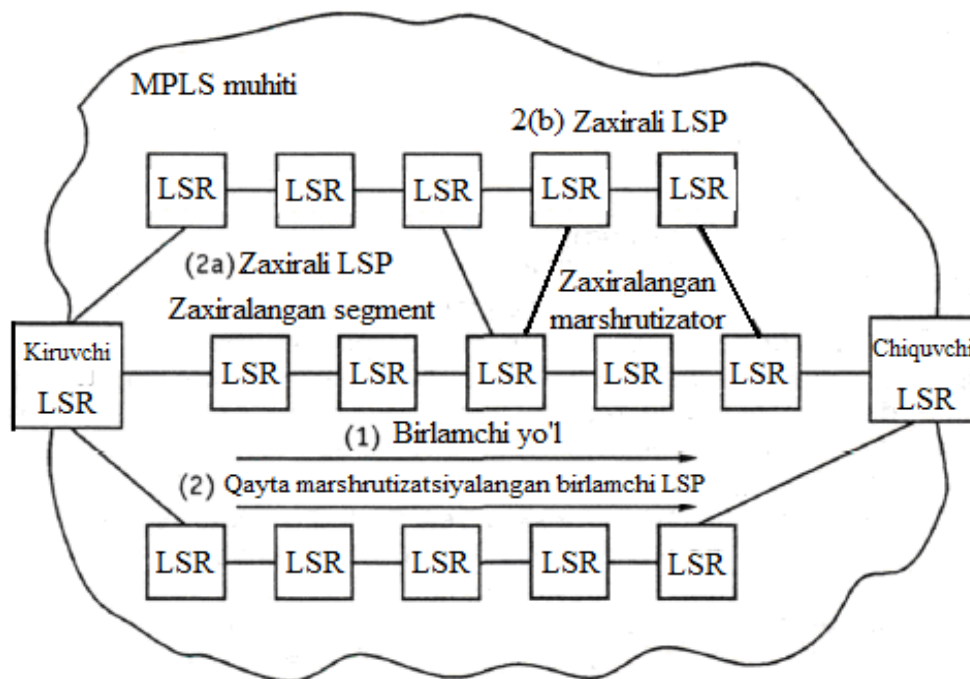 MPLS muhiti
2(b) Zaxirali LSP
LSR LSR LSR LSR LSR
(2a) Zaxirali LSP
Zaxiralangan segment
Zaxiralangan
marshrutizator
Kiruvchi
LSR
LSR LSR LSR LSR LSR
Chiquvchi
LSR
(1) Birlamchi yo'l
(2) Qayta marshrutizatsiyalangan birlamchi LSP
LSR LSR LSR LSR LSR